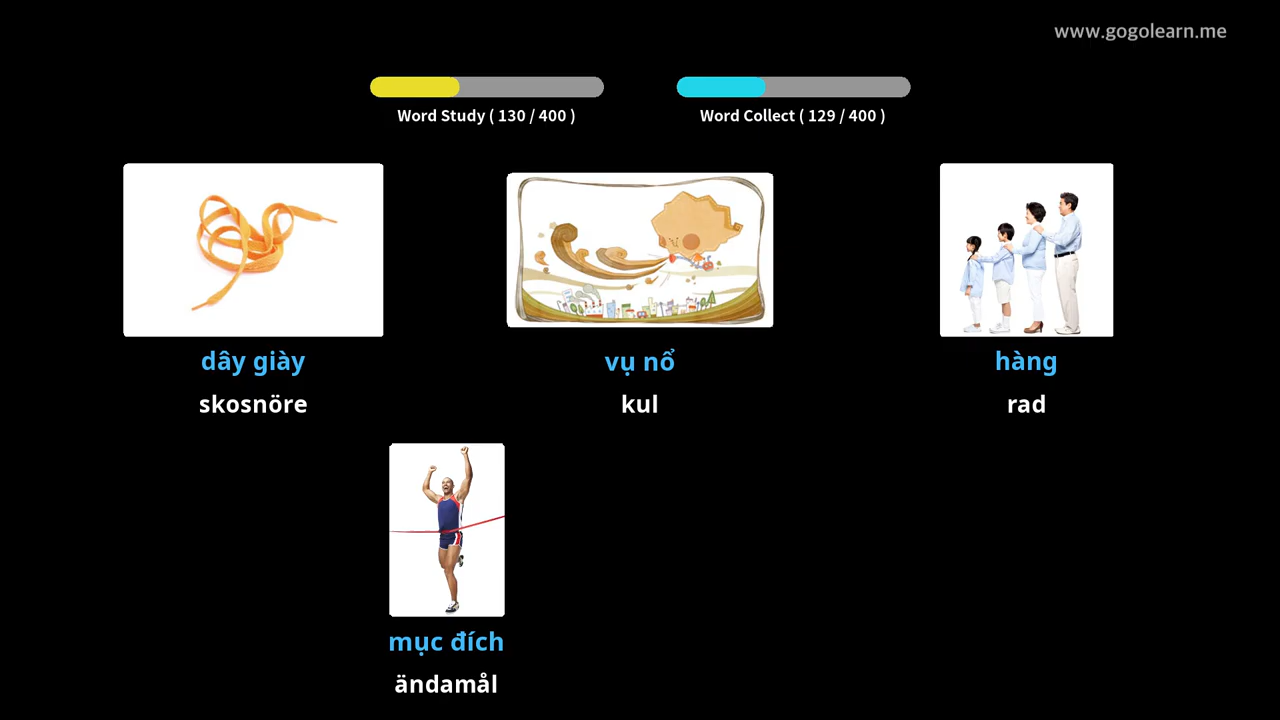 www.gogolearn.me
Word Study ( 130 / 400 )
Word Collect ( 129 / 400 )
dây giày
skosnöre
vụ nổ
kul
hàng
rad
mục đích
ändamål